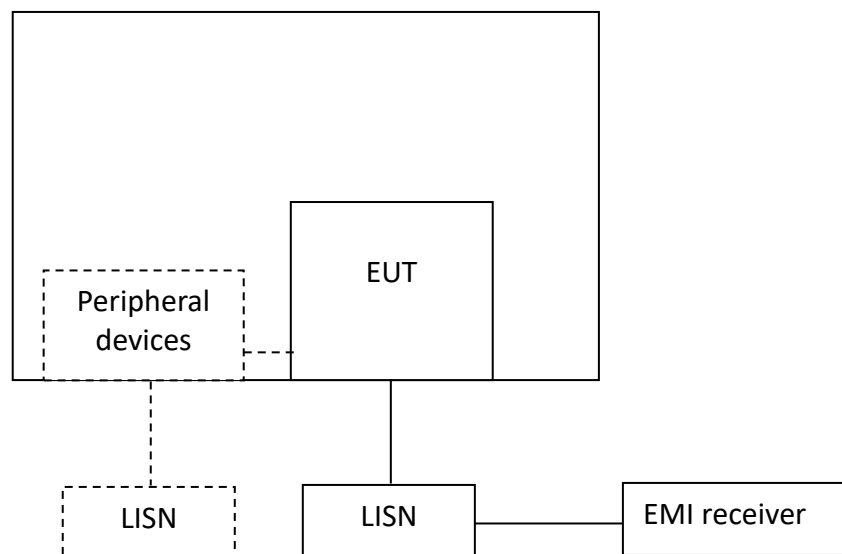 EUT
Peripheral
devices
LISN
LISN
EMI receiver